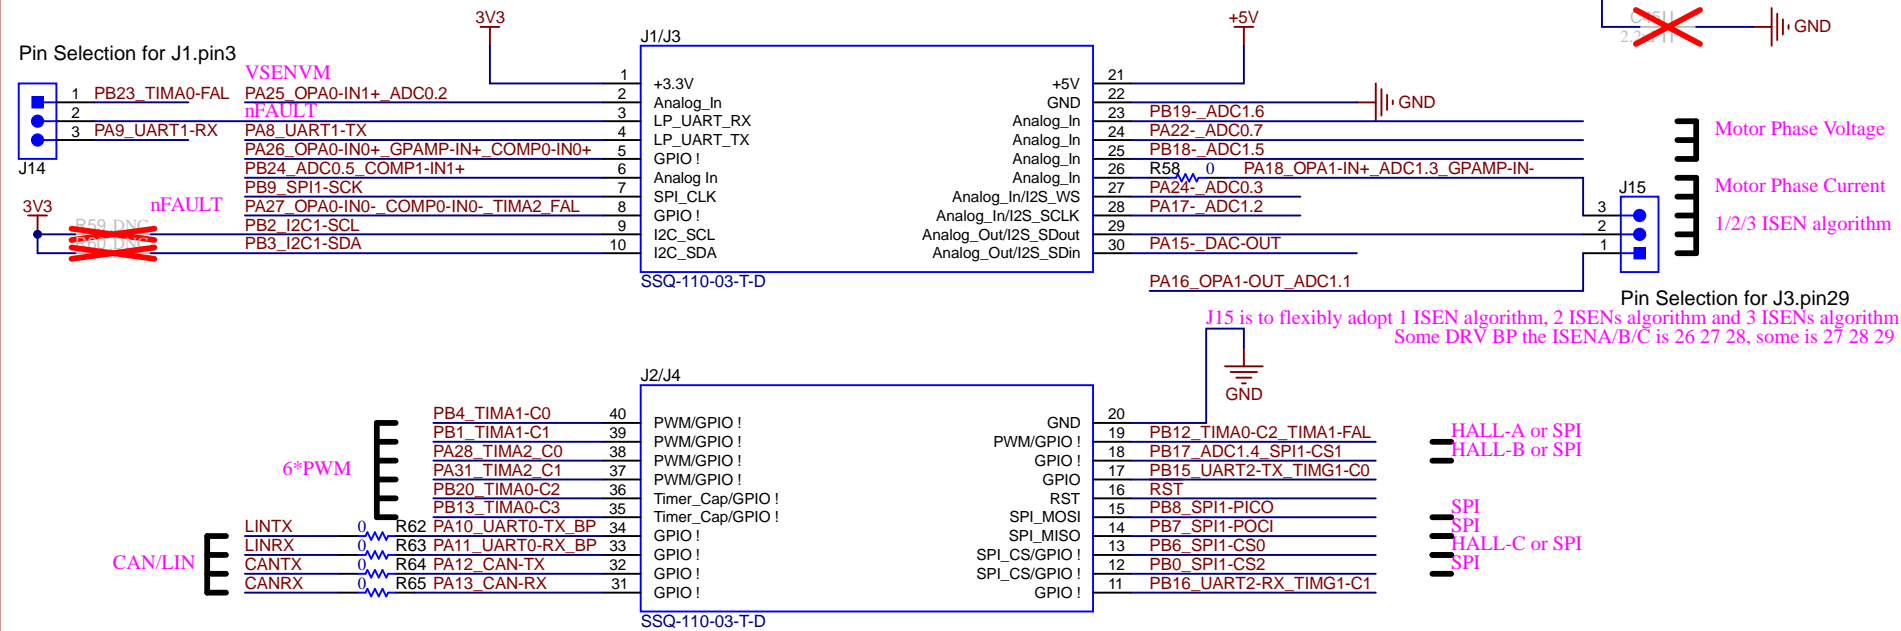 3V3
+5V
GND
Pin Selection for J1.pin3
J1/J3
VSENVM
1 PB23_TIMA0-FAL
2
3 PA9_UART1-RX
J14
1 +3.3V
PA25_OPA0-IN1+_ADC0.2 2 Analog_In
nFAULT 3 LP_UART_RX
PA8_UART1-TX 4 LP_UART_TX
PA26_OPA0-IN0+_GPAMP-IN+_COMP0-IN0+ 5 GPIO !
PB24_ADC0.5_COMP1-IN1+ 6 Analog In
PB9_SPI1-SCK 7 SPI_CLK
nFAULT PA27_OPA0-IN0-_COMP0-IN0-_TIMA2_FAL 8 GPIO !
3V3
R59 DNC
PB2_I2C1-SCL 9 I2C_SCL
PB3_I2C1-SDA 10 I2C_SDA
+5V 21
GND 22 GND
Analog_In 23 PB19-_ADC1.6
Analog_In 24 PA22-_ADC0.7
Analog_In 25 PB18-_ADC1.5
Analog_In 26 R58 0 PA18_OPA1-IN+_ADC1.3_GPAMP-IN-
Analog_In/I2S_WS 27 PA24-_ADC0.3
Analog_In/I2S_SCLK 28 PA17-_ADC1.2
Analog_Out/I2S_SDout 29
Analog_Out/I2S_SDin 30 PA15-_DAC-OUT
PA16_OPA1-OUT_ADC1.1
Motor Phase Voltage
Motor Phase Current
1/2/3 ISEN algorithm
J15
3
2
1
SSQ-110-03-T-D
Pin Selection for J3.pin29
J15 is to flexibly adopt 1 ISEN algorithm, 2 ISENs algorithm and 3 ISENs algorithm
Some DRV BP the ISENA/B/C is 26 27 28, some is 27 28 29
GND
J2/J4
6*PWM
PB4_TIMA1-C0 40 PWM/GPIO !
PB1_TIMA1-C1 39 PWM/GPIO !
PA28_TIMA2_C0 38 PWM/GPIO !
PA31_TIMA2_C1 37 PWM/GPIO !
PB20_TIMA0-C2 36 Timer_Cap/GPIO !
PB13_TIMA0-C3 35 Timer_Cap/GPIO !
CAN/LIN
LINTX 0 R62 PA10_UART0-TX_BP 34 GPIO !
LINRX 0 R63 PA11_UART0-RX_BP 33 GPIO !
CANTX 0 R64 PA12_CAN-TX 32 GPIO !
CANRX 0 R65 PA13_CAN-RX 31 GPIO !
GND 20
PWM/GPIO ! 19 PB12_TIMA0-C2_TIMA1-FAL HALL-A or SPI
GPIO ! 18 PB17_ADC1.4_SPI1-CS1 HALL-B or SPI
GPIO 17 PB15_UART2-TX_TIMG1-C0
RST 16 RST
SPI_MOSI 15 PB8_SPI1-PICO SPI
SPI_MISO 14 PB7_SPI1-POCI SPI
SPI_CS/GPIO ! 13 PB6_SPI1-CS0 HALL-C or SPI
SPI_CS/GPIO ! 12 PB0_SPI1-CS2 SPI
GPIO ! 11 PB16_UART2-RX_TIMG1-C1
SSQ-110-03-T-D